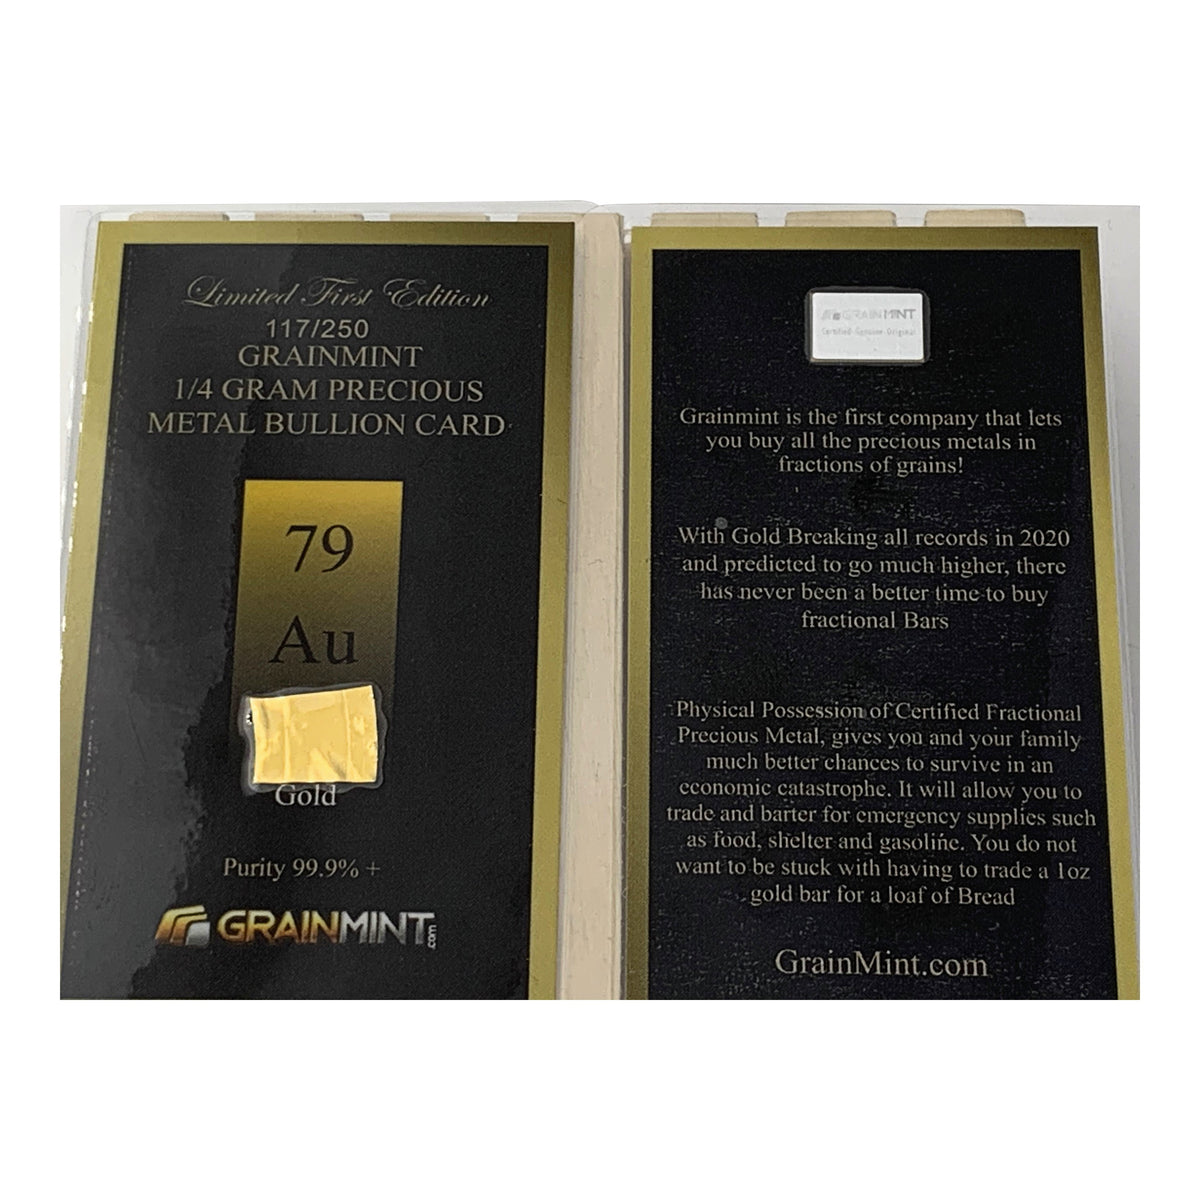 Limited First Edition
117/250
GRAINMINT
1/4 GRAM PRECIOUS
METAL BULLION CARD
79
Au
Gold
Purity 99.9% +
GRAINMINT.com
GRAINMINT
Certified Genuine Original
Grainmint is the first company that lets
you buy all the precious metals in
fractions of grains!
With Gold Breaking all records in 2020
and predicted to go much higher, there
has never been a better time to buy
fractional Bars
Physical Possession of Certified Fractional
Precious Metal, gives you and your family
much better chances to survive in an
economic catastrophe. It will allow you to
trade and barter for emergency supplies such
as food, shelter and gasoline. You do not
want to be stuck with having to trade a 1oz
gold bar for a loaf of Bread
GrainMint.com